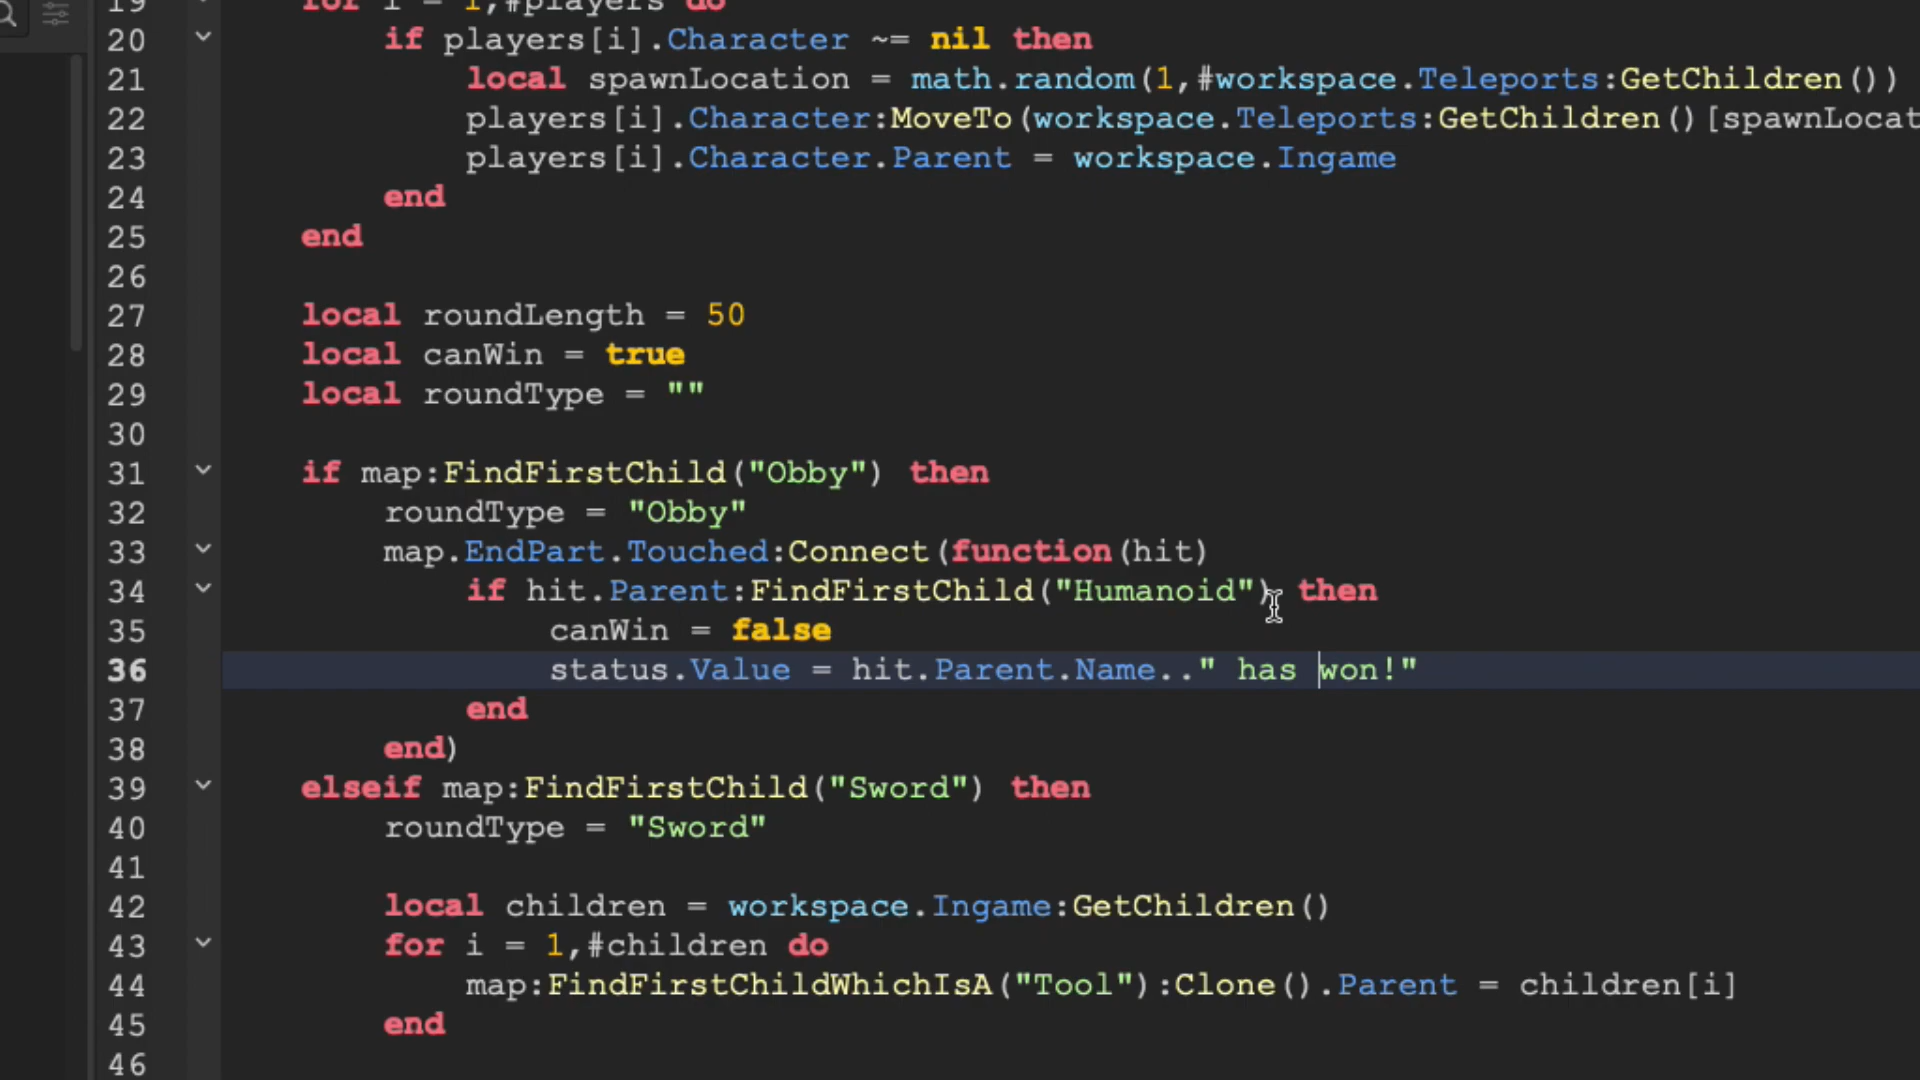 19 for i = 1,#players do
20 if players[i].Character ~= nil then
21 local spawnLocation = math.random(1,#workspace.Teleports:GetChildren())
22 players[i].Character:MoveTo(workspace.Teleports:GetChildren()[spawnLocat
23 players[i].Character.Parent = workspace.Ingame
24 end
25 end
26
27 local roundLength = 50
28 local canWin = true
29 local roundType = ""
30
31 if map:FindFirstChild("Obby") then
32 roundType = "Obby"
33 map.EndPart.Touched:Connect(function(hit)
34 if hit.Parent:FindFirstChild("Humanoid") then
35 canWin = false
36 status.Value = hit.Parent.Name.." has won!"
37 end
38 end)
39 elseif map:FindFirstChild("Sword") then
40 roundType = "Sword"
41
42 local children = workspace.Ingame:GetChildren()
43 for i = 1,#children do
44 map:FindFirstChildWhichIsA("Tool"):Clone().Parent = children[i]
45 end
46